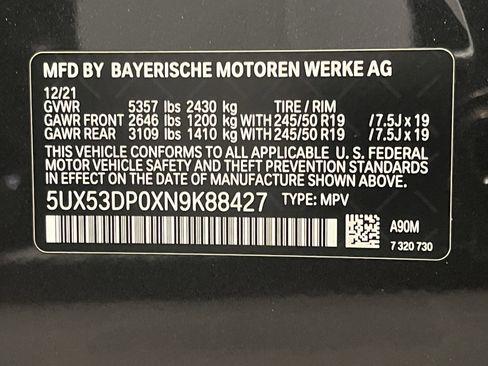 MFD BY BAYERISCHE MOTOREN WERKE AG
12/21
GVWR 5357 lbs 2430 kg TIRE / RIM
GAWR FRONT 2646 lbs 1200 kg WITH 245/50 R19 / 7.5J x 19
GAWR REAR 3109 lbs 1410 kg WITH 245/50 R19 / 7.5J x 19
THIS VEHICLE CONFORMS TO ALL APPLICABLE U. S. FEDERAL
MOTOR VEHICLE SAFETY AND THEFT PREVENTION STANDARDS
IN EFFECT ON THE DATE OF MANUFACTURE SHOWN ABOVE.
5UX53DP0XN9K88427 TYPE: MPV
A90M
7 320 730